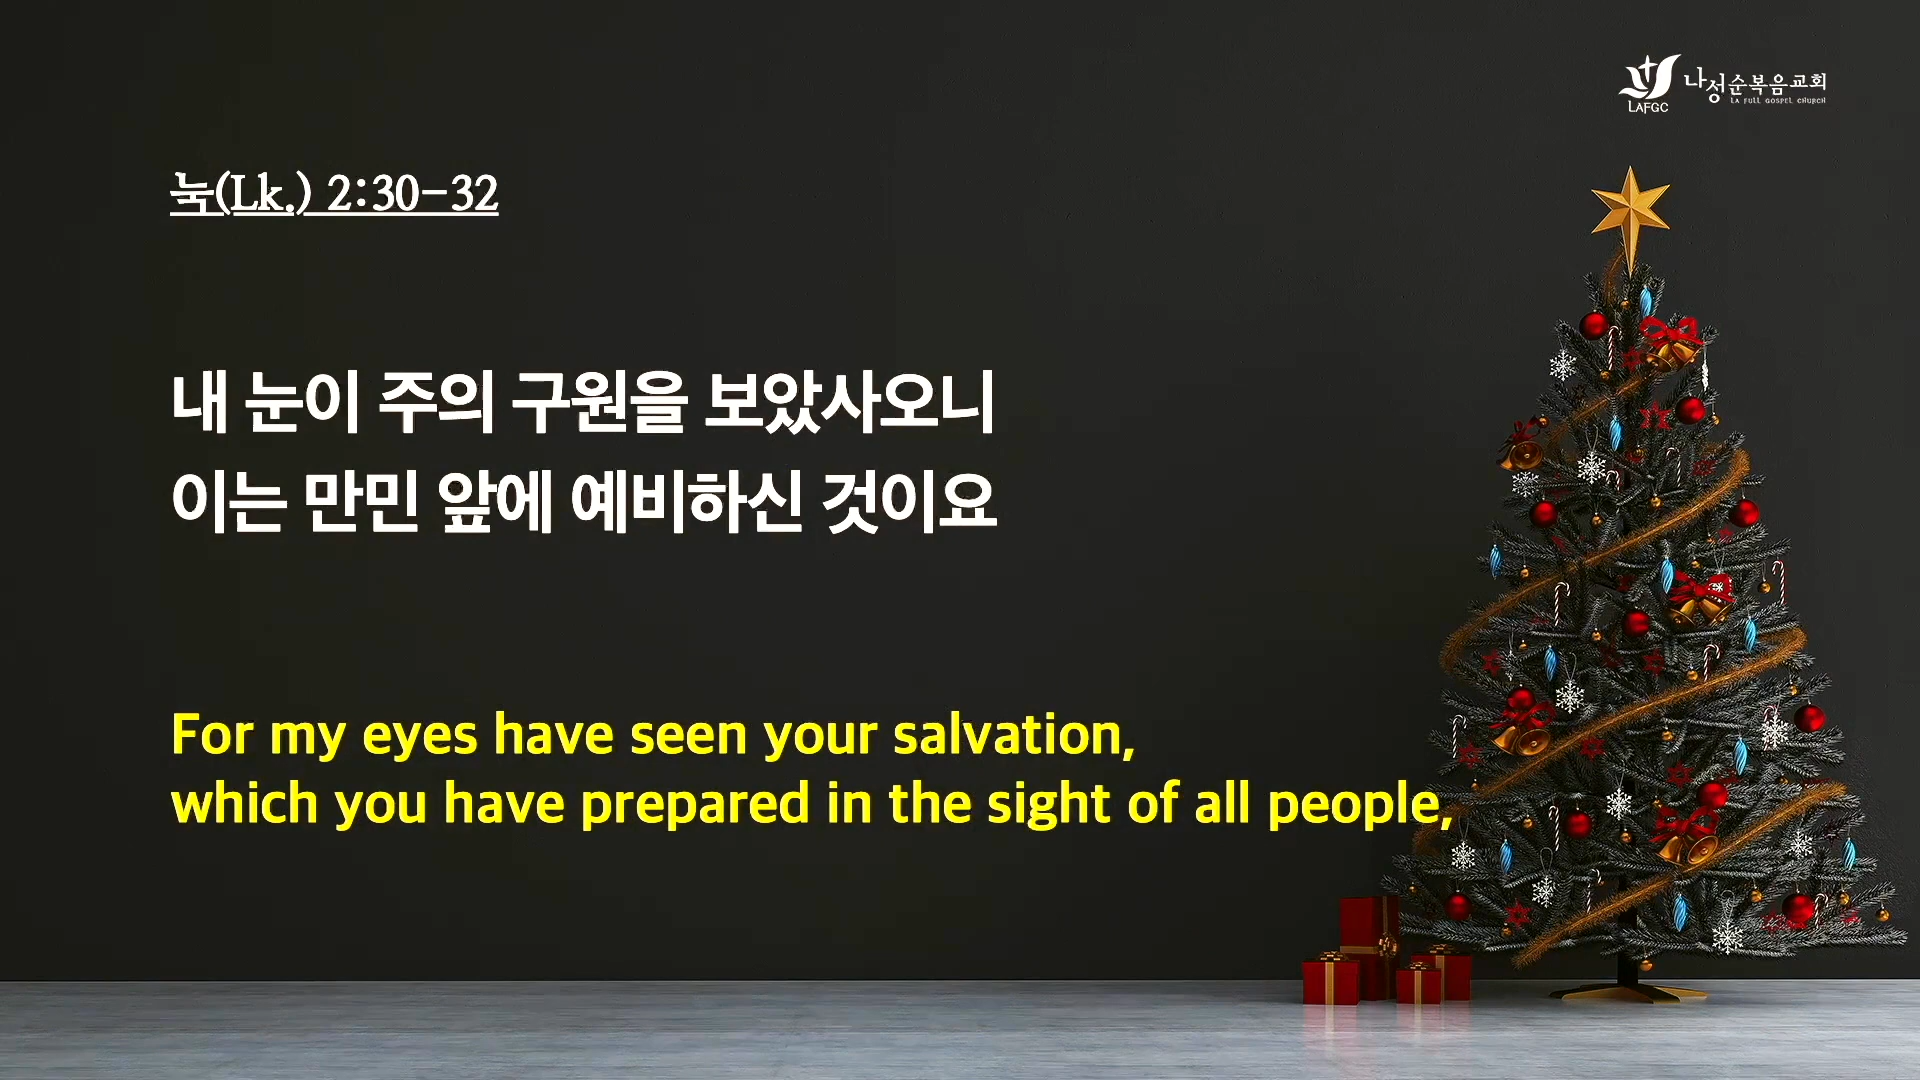 나성순복음교회
LA FULL GOSPEL CHURCH
LAFGC
눅(Lk.) 2:30-32
내 눈이 주의 구원을 보았사오니
이는 만민 앞에 예비하신 것이요
For my eyes have seen your salvation,
which you have prepared in the sight of all people,